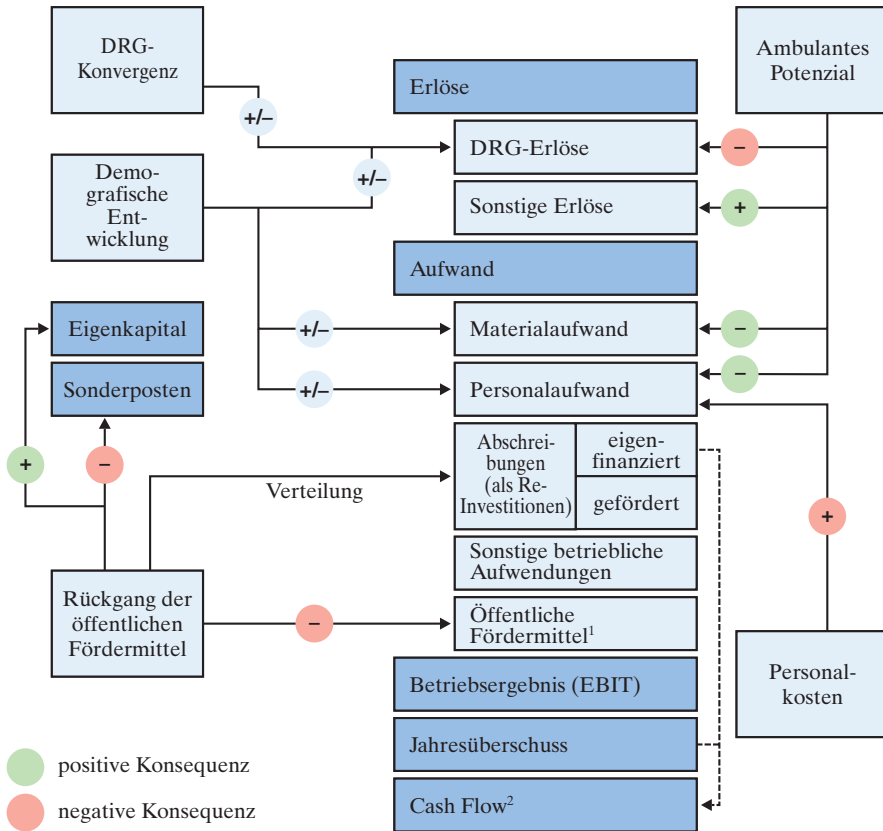 DRG-
Konvergenz
Ambulantes
Potenzial
Erlöse
+/–
DRG-Erlöse
–
Demo-
grafische
Ent-
wicklung
+/–
Sonstige Erlöse
+
Aufwand
Eigenkapital
+/–
Materialaufwand
–
Sonderposten
+/–
Personalaufwand
–
+
–
Verteilung
Abschrei-
bungen
(als Re-
Investitionen)
eigen-
finanziert
gefördert
+
Sonstige betriebliche
Aufwendungen
Rückgang der
öffentlichen
Fördermittel
–
Öffentliche
Fördermittel1
Personal-
kosten
Betriebsergebnis (EBIT)
Jahresüberschuss
Cash Flow2
positive Konsequenz
negative Konsequenz